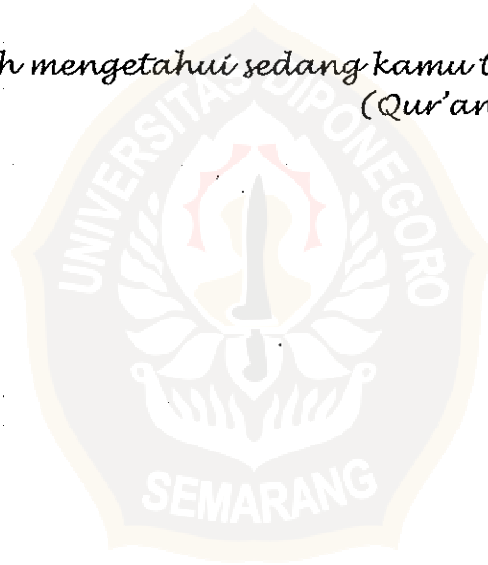 h mengetahui sedang kamu t
(Qur'an
UNIVERSITAS DIPONEGORO
SEMARANG